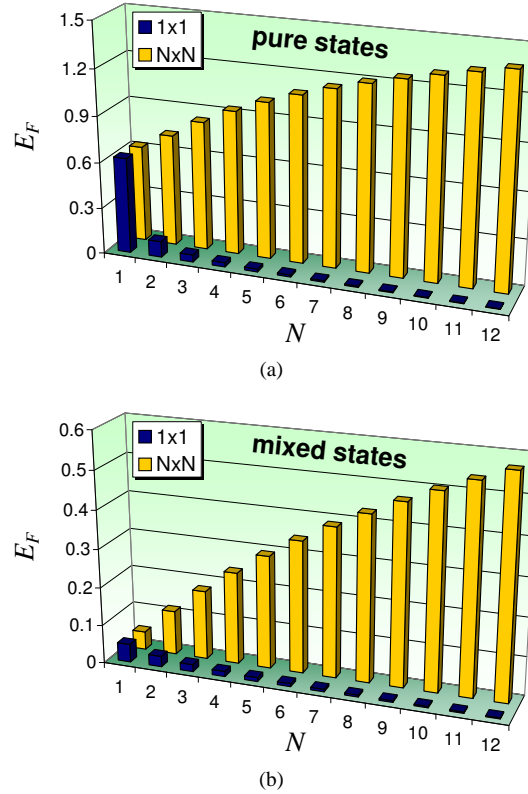 pure states
1x1
NxN
1.5
1.2
0.9
0.6
0.3
0
E_F
1 2 3 4 5 6 7 8 9 10 11 12
N
(a)
mixed states
1x1
NxN
0.6
0.5
0.4
0.3
0.2
0.1
0
E_F
1 2 3 4 5 6 7 8 9 10 11 12
N
(b)